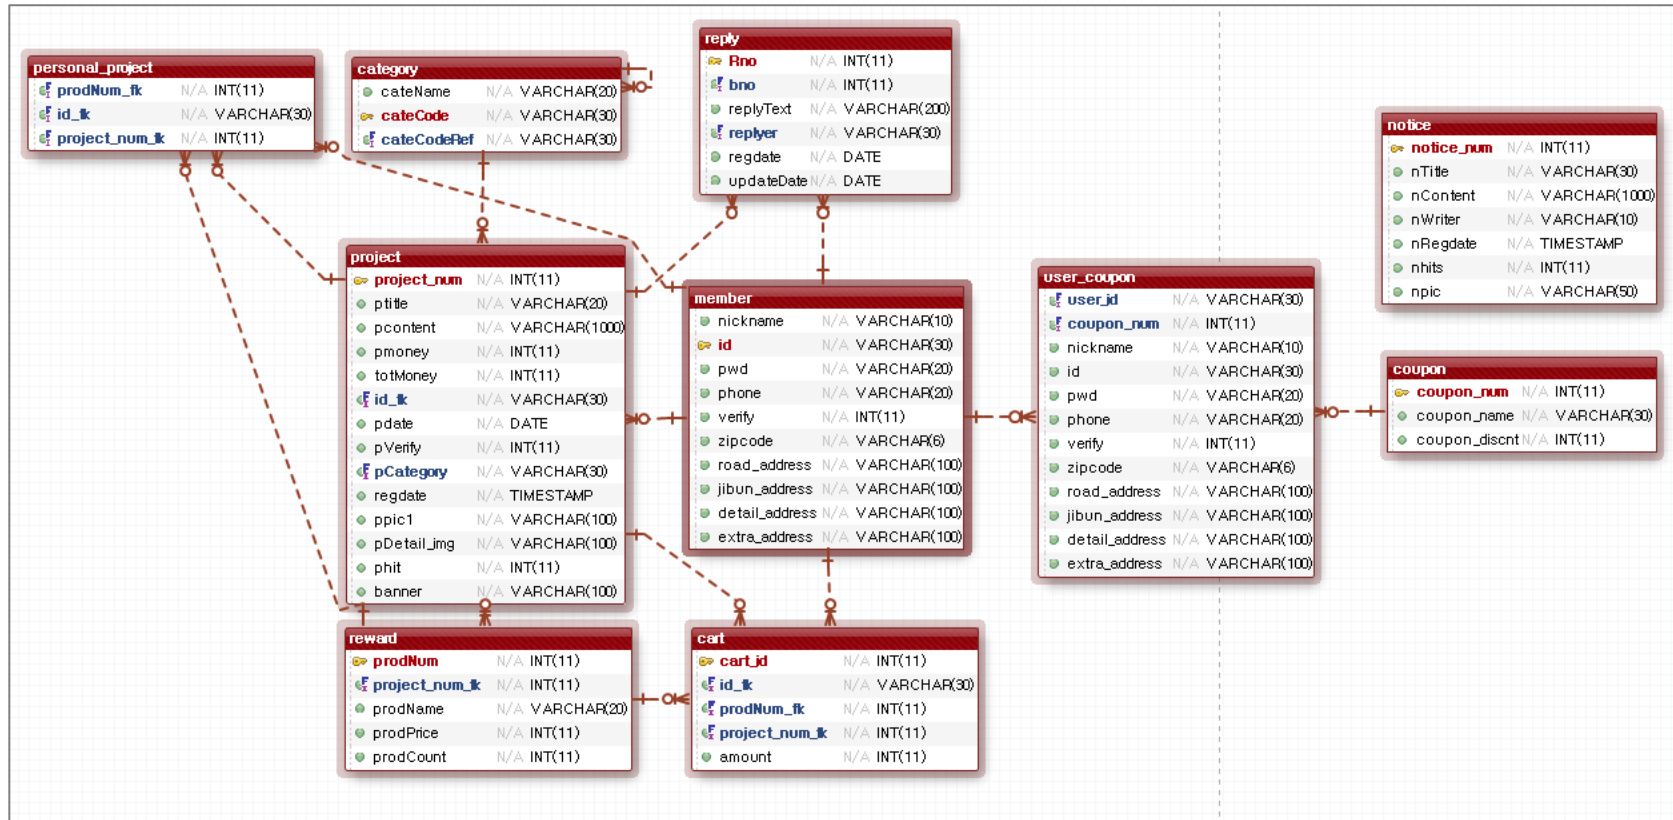 personal_project
prodNum_fk N/A INT(11)
id_fk N/A VARCHAR(30)
project_num_fk N/A INT(11)
category
cateName N/A VARCHAR(20)
cateCode N/A VARCHAR(30)
cateCodeRef N/A VARCHAR(30)
reply
Rno N/A INT(11)
bno N/A INT(11)
replyText N/A VARCHAR(200)
replyer N/A VARCHAR(30)
regdate N/A DATE
updateDate N/A DATE
notice
notice_num N/A INT(11)
nTitle N/A VARCHAR(30)
nContent N/A VARCHAR(1000)
nWriter N/A VARCHAR(10)
nRegdate N/A TIMESTAMP
nhits N/A INT(11)
npic N/A VARCHAR(50)
project
project_num N/A INT(11)
ptitle N/A VARCHAR(20)
pcontent N/A VARCHAR(1000)
pmoney N/A INT(11)
totMoney N/A INT(11)
id_fk N/A VARCHAR(30)
pdate N/A DATE
pVerify N/A INT(11)
pCategory N/A VARCHAR(30)
regdate N/A TIMESTAMP
ppic1 N/A VARCHAR(100)
pDetail_img N/A VARCHAR(100)
phit N/A INT(11)
banner N/A VARCHAR(100)
member
nickname N/A VARCHAR(10)
id N/A VARCHAR(30)
pwd N/A VARCHAR(20)
phone N/A VARCHAR(20)
verify N/A INT(11)
zipcode N/A VARCHAR(6)
road_address N/A VARCHAR(100)
jibun_address N/A VARCHAR(100)
detail_address N/A VARCHAR(100)
extra_address N/A VARCHAR(100)
user_coupon
user_id N/A VARCHAR(30)
coupon_num N/A INT(11)
nickname N/A VARCHAR(10)
id N/A VARCHAR(30)
pwd N/A VARCHAR(20)
phone N/A VARCHAR(20)
verify N/A INT(11)
zipcode N/A VARCHAR(6)
road_address N/A VARCHAR(100)
jibun_address N/A VARCHAR(100)
detail_address N/A VARCHAR(100)
extra_address N/A VARCHAR(100)
coupon
coupon_num N/A INT(11)
coupon_name N/A VARCHAR(30)
coupon_discnt N/A INT(11)
reward
prodNum N/A INT(11)
project_num_fk N/A INT(11)
prodName N/A VARCHAR(20)
prodPrice N/A INT(11)
prodCount N/A INT(11)
cart
cart_id N/A INT(11)
id_fk N/A VARCHAR(30)
prodNum_fk N/A INT(11)
project_num_fk N/A INT(11)
amount N/A INT(11)